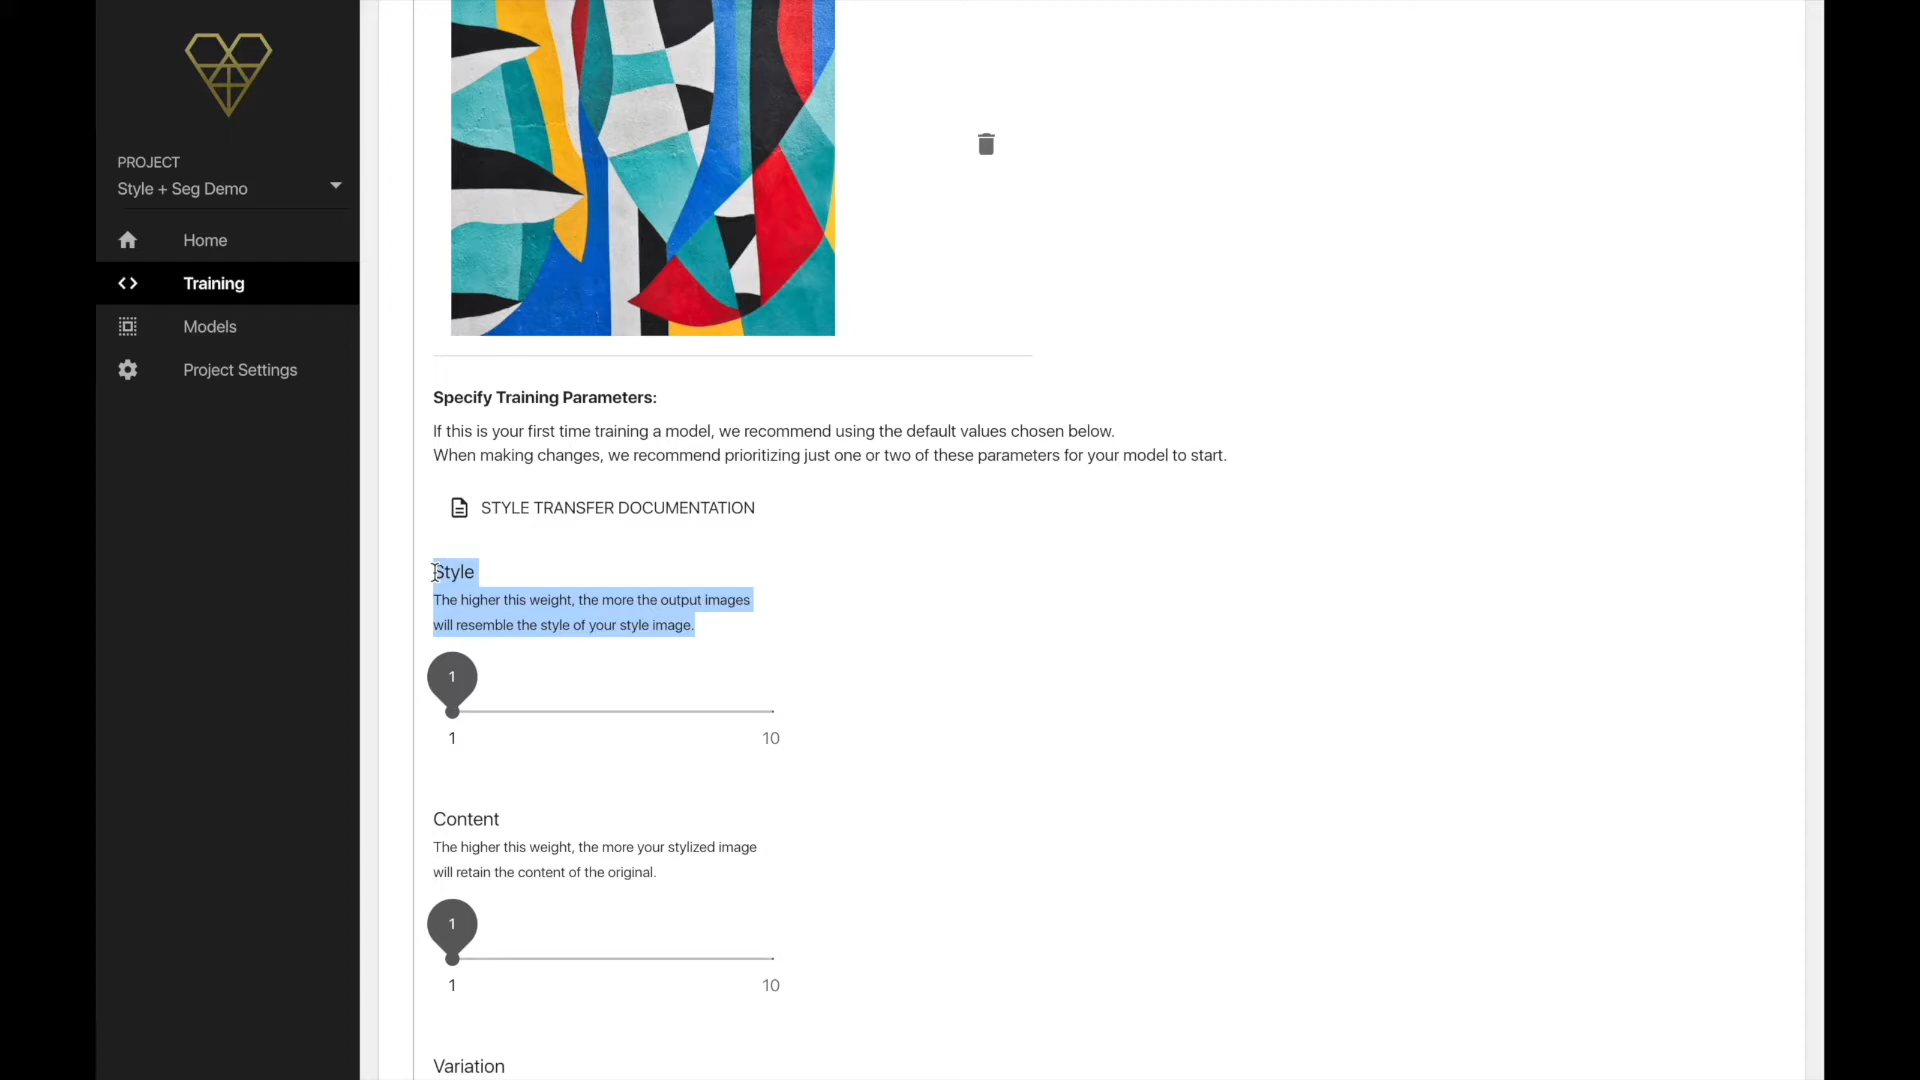 PROJECT
Style + Seg Demo
Home
Training
Models
Project Settings
Specify Training Parameters:
If this is your first time training a model, we recommend using the default values chosen below.
When making changes, we recommend prioritizing just one or two of these parameters for your model to start.
STYLE TRANSFER DOCUMENTATION
Style
The higher this weight, the more the output images
will resemble the style of your style image.
1
1 10
Content
The higher this weight, the more your stylized image
will retain the content of the original.
1
1 10
Variation